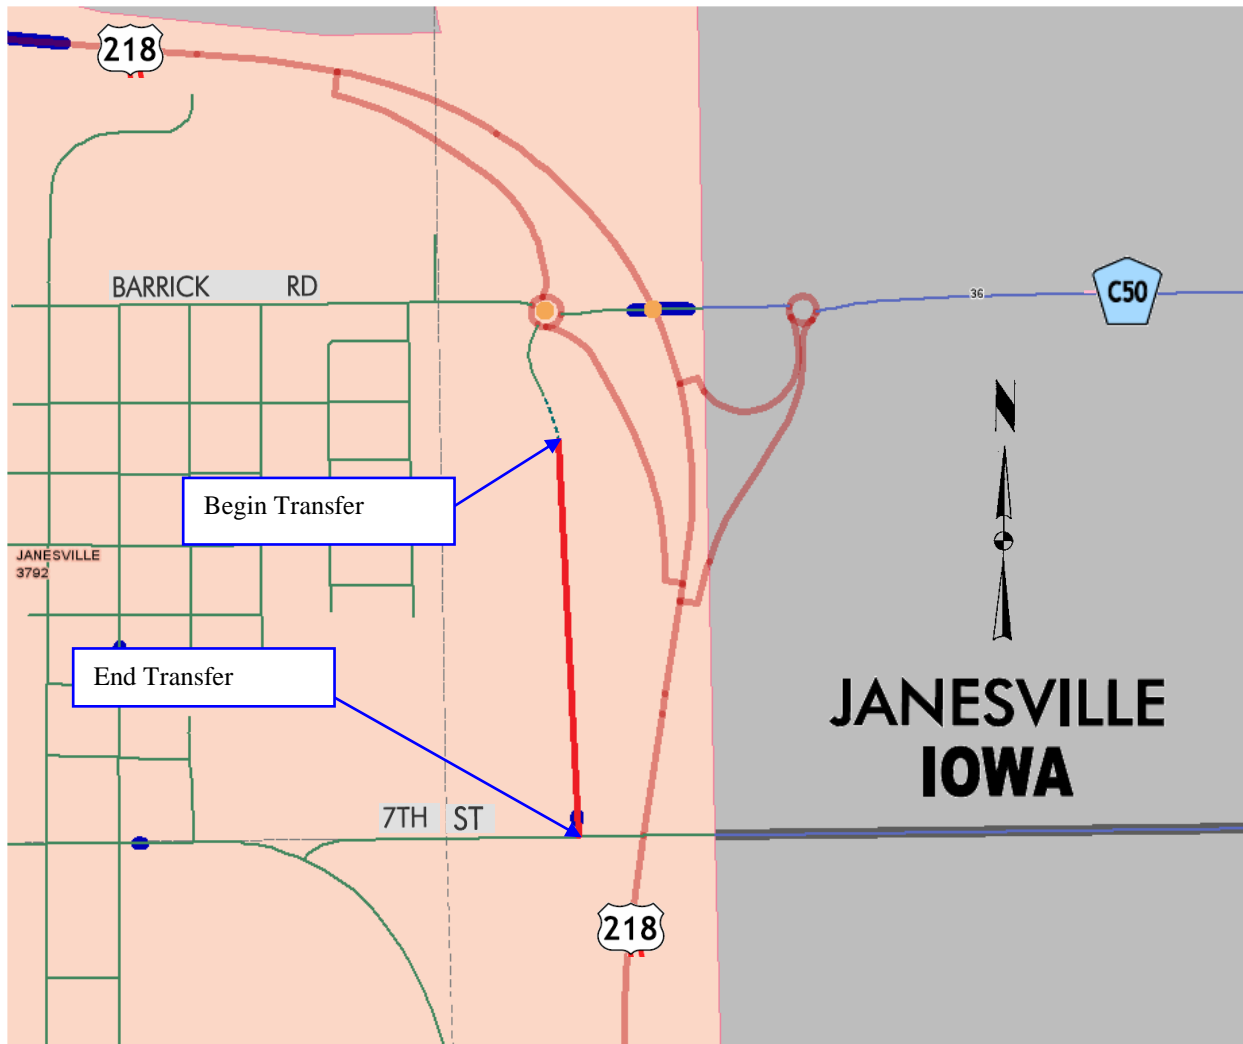 218
BARRICK RD
36
C50
N
Begin Transfer
JANESVILLE
3792
End Transfer
JANESVILLE
IOWA
7TH ST
218